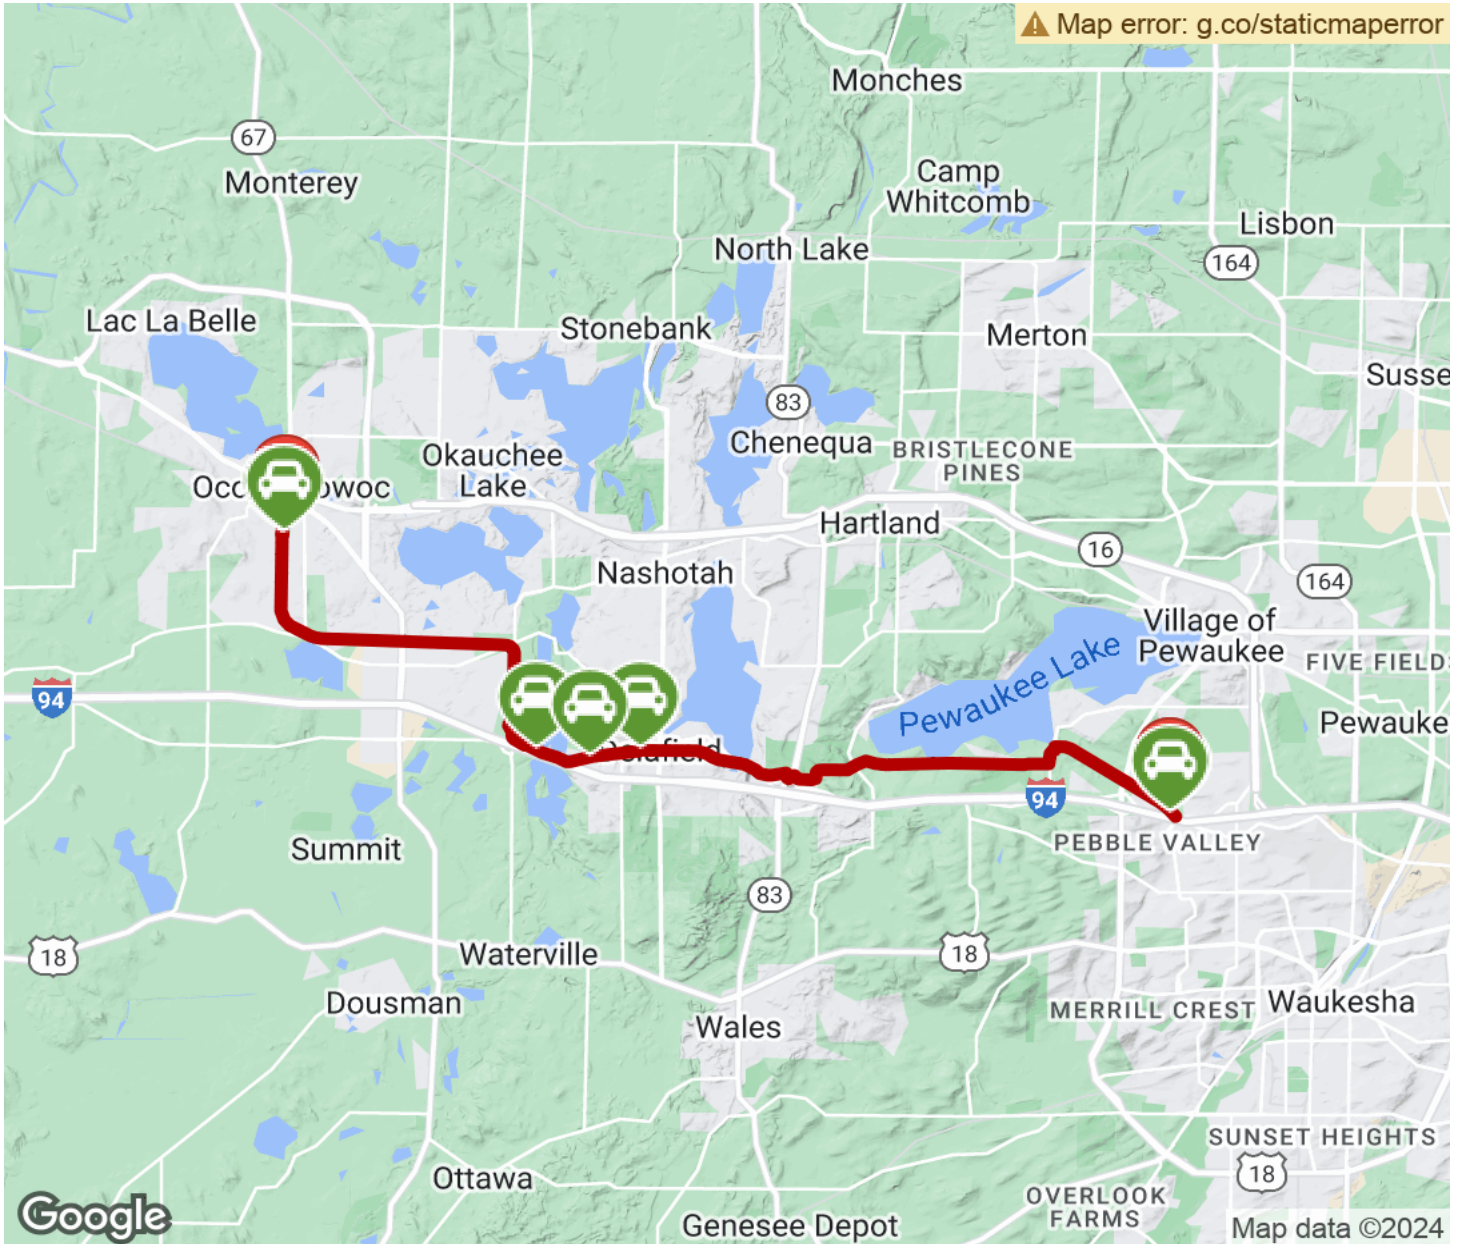 Map error: g.co/staticmaperror
Monches
67
Monterey
Camp
Whitcomb
North Lake
Lisbon
164
Lac La Belle
Stonebank
Merton
Susse
83
Chenequa
BRISTLECONE
PINES
Okauchee
Lake
Occ
owoc
Hartland
16
Nashotah
164
Village of
Pewaukee
FIVE FIELD
Pewaukee Lake
94
Pewauke
94
PEBBLE VALLEY
Summit
83
18
Waterville
18
Dousman
MERRILL CREST
Waukesha
Wales
SUNSET HEIGHTS
18
Ottawa
OVERLOOK
FARMS
Google
Genesee Depot
Map data ©2024